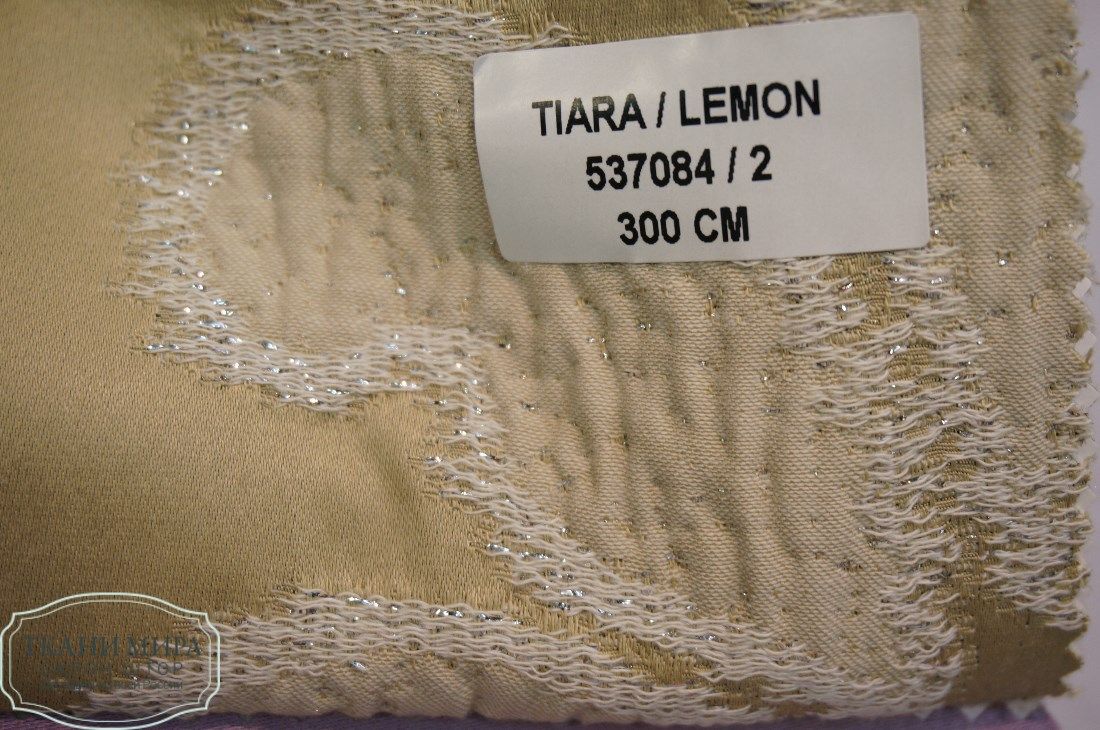 TIARA / LEMON
537084 / 2
300 CM
ТКАНИ МИРА